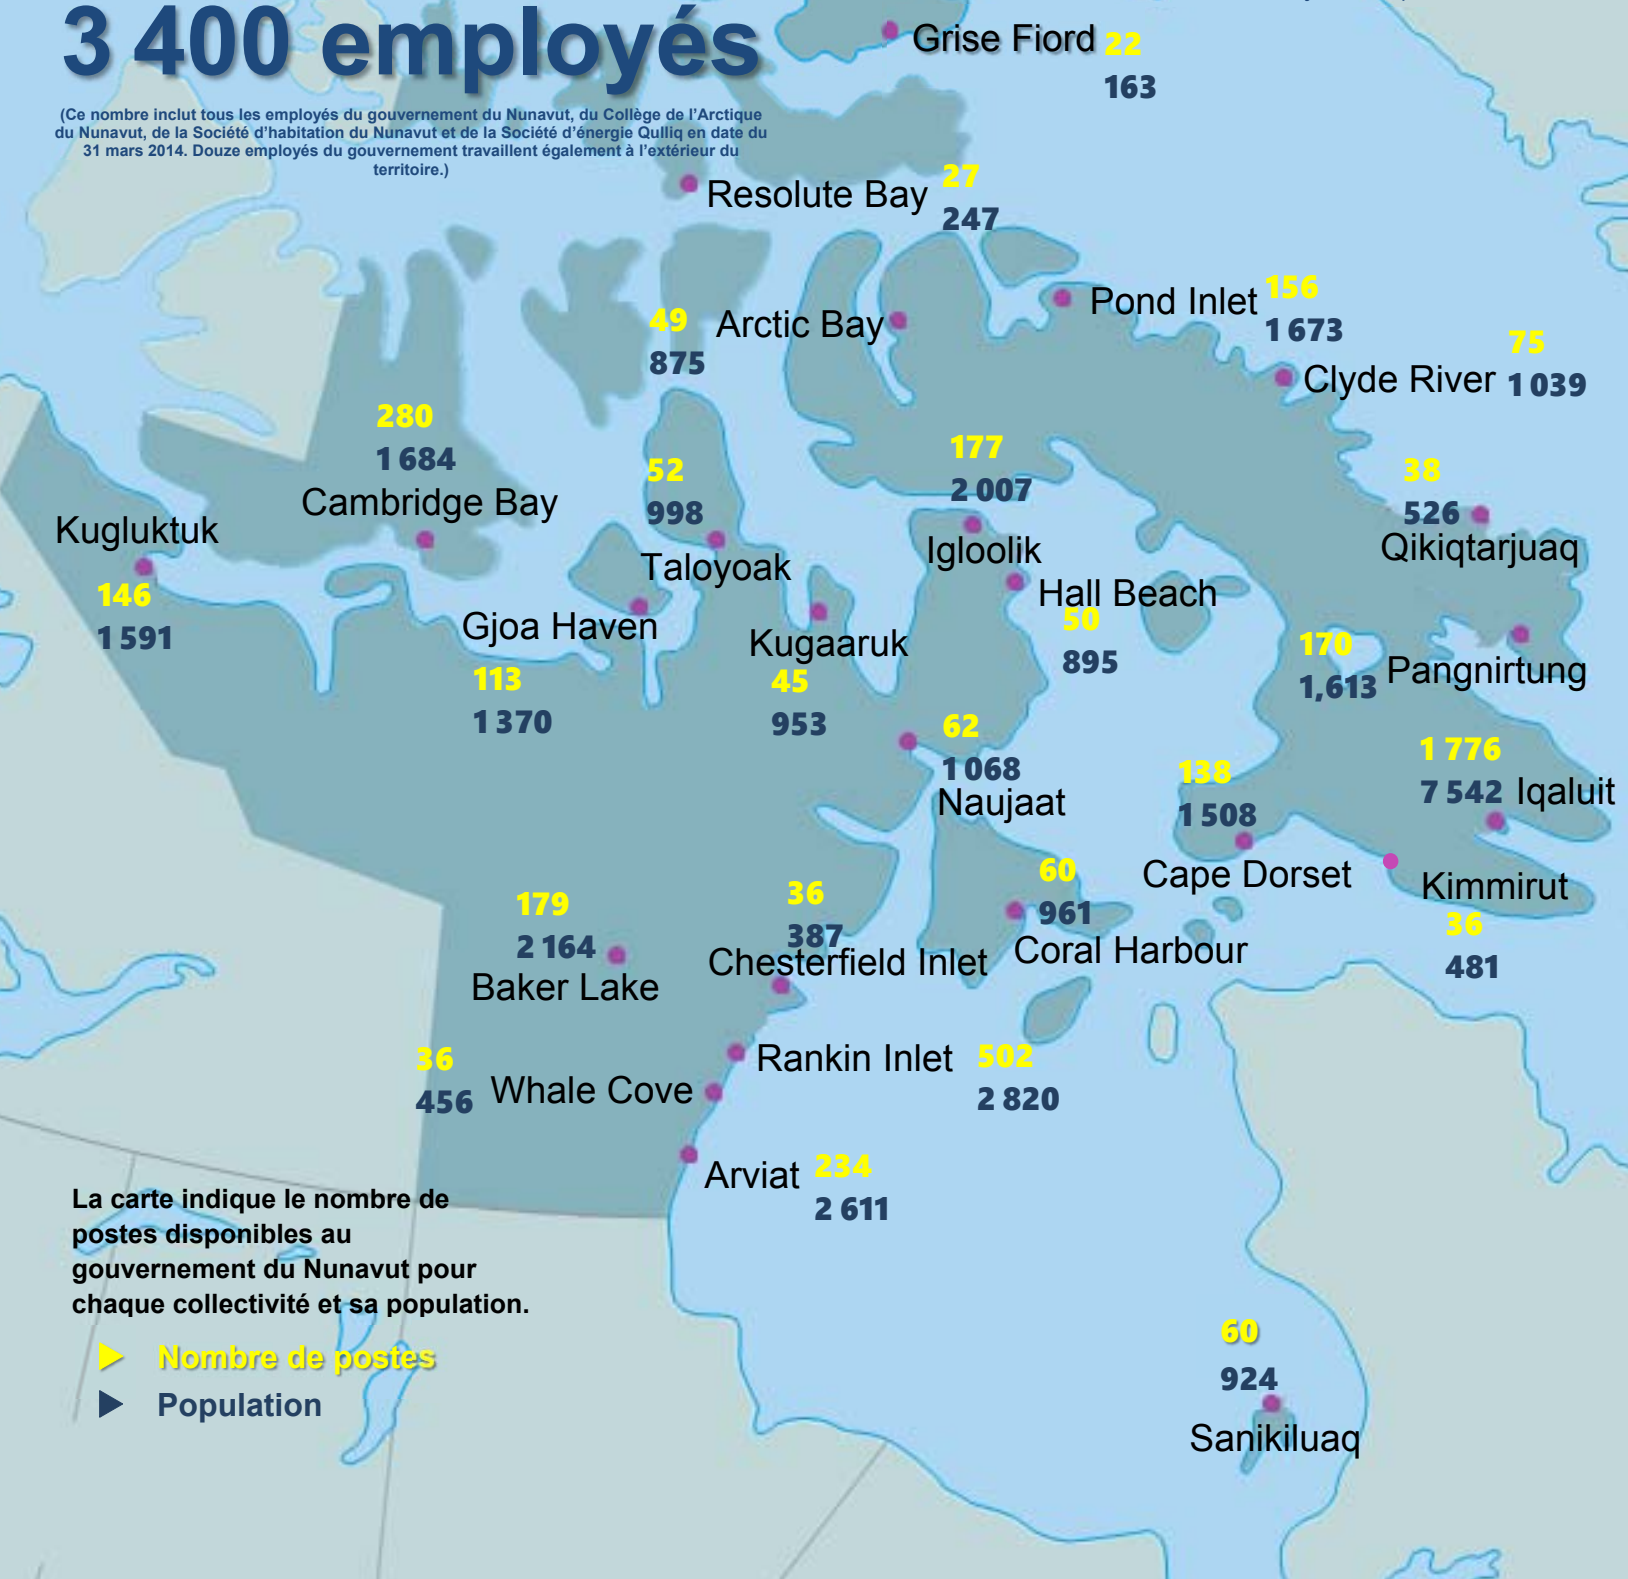 3 400 employés
(Ce nombre inclut tous les employés du gouvernement du Nunavut, du Collège de l'Arctique
du Nunavut, de la Société d'habitation du Nunavut et de la Société d'énergie Qulliq en date du
31 mars 2014. Douze employés du gouvernement travaillent également à l'extérieur du
territoire.)
Grise Fiord 22
163
Resolute Bay 27
247
Pond Inlet 156
1 673
49 Arctic Bay
875
75
Clyde River 1 039
280
1 684
Cambridge Bay
52
998
Taloyoak
177
2 007
Igloolik
38
526
Qikiqtarjuaq
Kugluktuk
146
1 591
Gjoa Haven
113
1 370
Kugaaruk
45
953
Hall Beach
50
895
170
1,613 Pangnirtung
62
1 068
Naujaat
138
1 508
Cape Dorset
1 776
7 542 Iqaluit
Kimmirut
36
481
179
2 164
Baker Lake
36
387
Chesterfield Inlet
60
961
Coral Harbour
36
456 Whale Cove
Rankin Inlet 502
2 820
Arviat 234
2 611
La carte indique le nombre de
postes disponibles au
gouvernement du Nunavut pour
chaque collectivité et sa population.
Nombre de postes
Population
60
924
Sanikiluaq